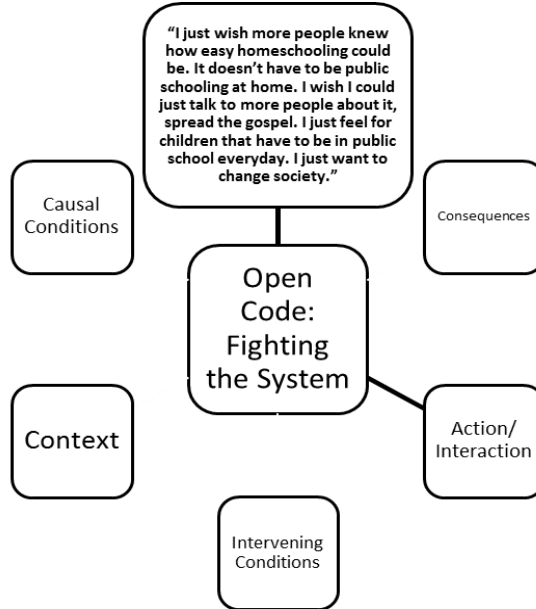 “I just wish more people knew
how easy homeschooling could
be. It doesn’t have to be public
schooling at home. I wish I could
just talk to more people about it,
spread the gospel. I just feel for
children that have to be in public
school everyday. I just want to
change society.”
Causal
Conditions
Consequences
Open
Code:
Fighting
the System
Context
Action/
Interaction
Intervening
Conditions